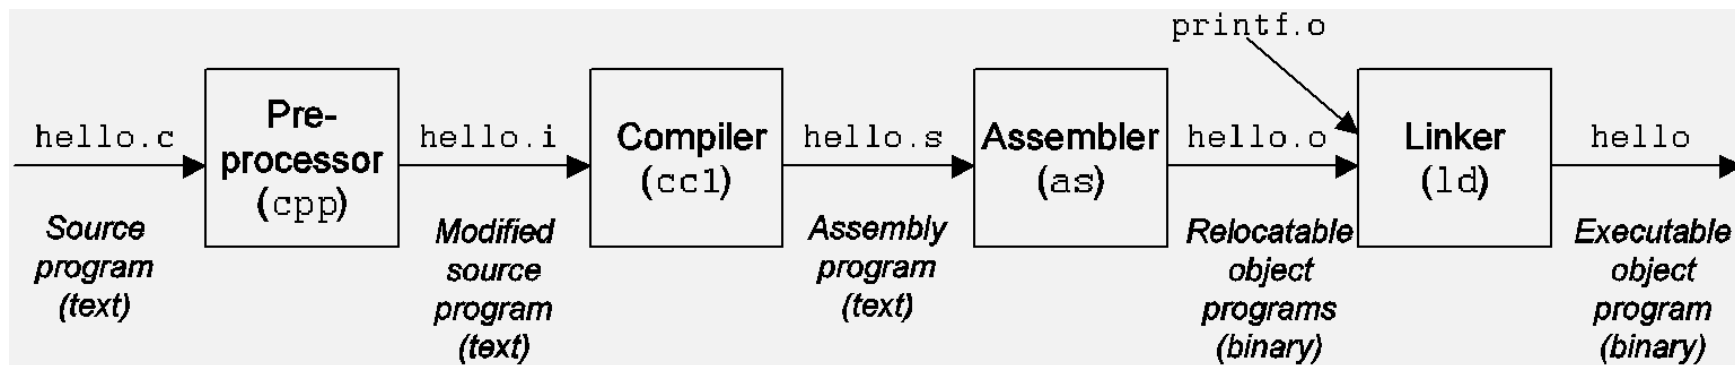 printf.o
hello.c
Pre-
processor
(cpp)
hello.i
Compiler
(cc1)
hello.s
Assembler
(as)
hello.o
Linker
(ld)
hello
Source
program
(text)
Modified
source
program
(text)
Assembly
program
(text)
Relocatable
object
programs
(binary)
Executable
object
program
(binary)